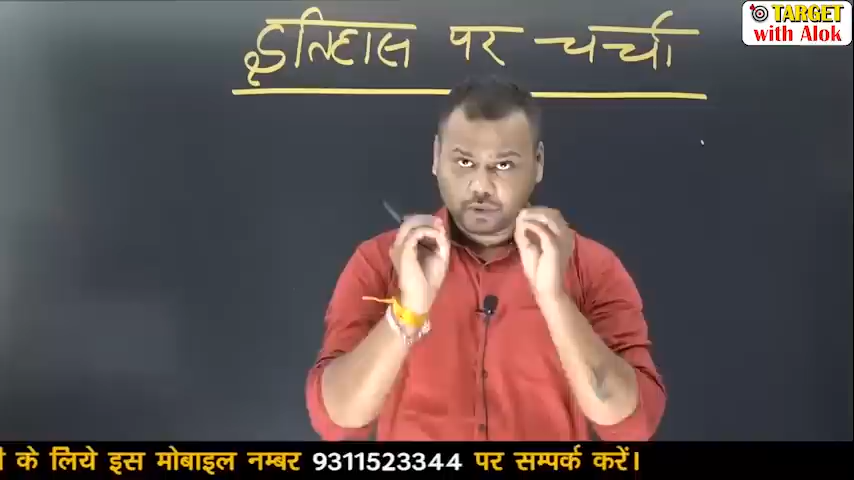 इतिहास पर चर्चा
TARGET
with Alok
के लिये इस मोबाइल नम्बर 9311523344 पर सम्पर्क करें।